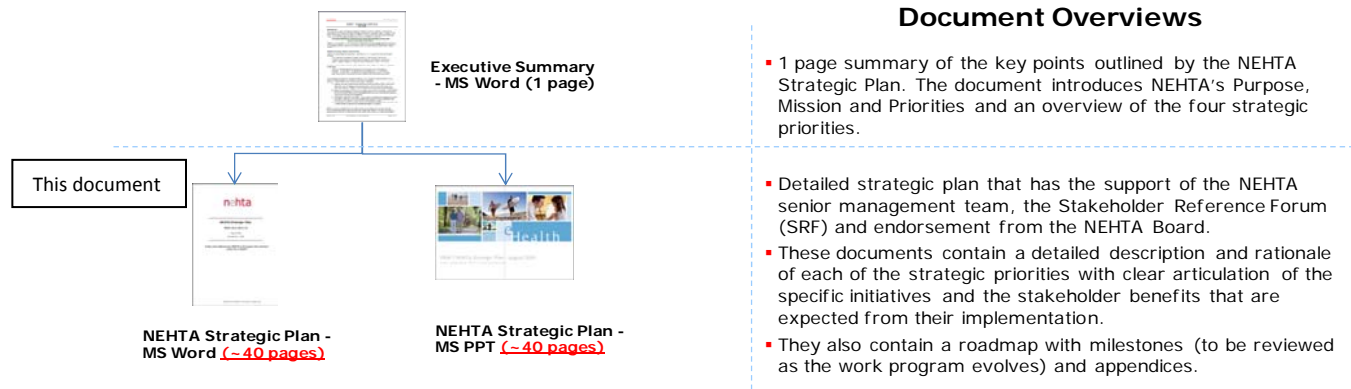 Document Overviews
Executive Summary
- MS Word (1 page)
▪ 1 page summary of the key points outlined by the NEHTA
Strategic Plan. The document introduces NEHTA's Purpose,
Mission and Priorities and an overview of the four strategic
priorities.
This document
nehta
eHealth
NEHTA Strategic Plan -
MS Word (~40 pages)
NEHTA Strategic Plan -
MS PPT (~40 pages)
▪ Detailed strategic plan that has the support of the NEHTA
senior management team, the Stakeholder Reference Forum
(SRF) and endorsement from the NEHTA Board.
▪ These documents contain a detailed description and rationale
of each of the strategic priorities with clear articulation of the
specific initiatives and the stakeholder benefits that are
expected from their implementation.
▪ They also contain a roadmap with milestones (to be reviewed
as the work program evolves) and appendices.